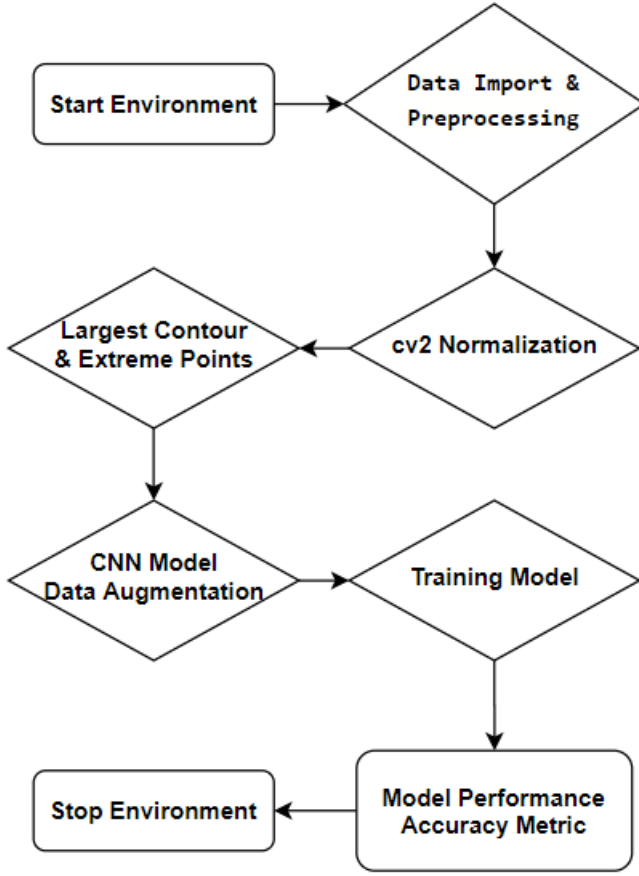 Start Environment
Data Import &
Preprocessing
cv2 Normalization
Largest Contour
& Extreme Points
CNN Model
Data Augmentation
Training Model
Model Performance
Accuracy Metric
Stop Environment